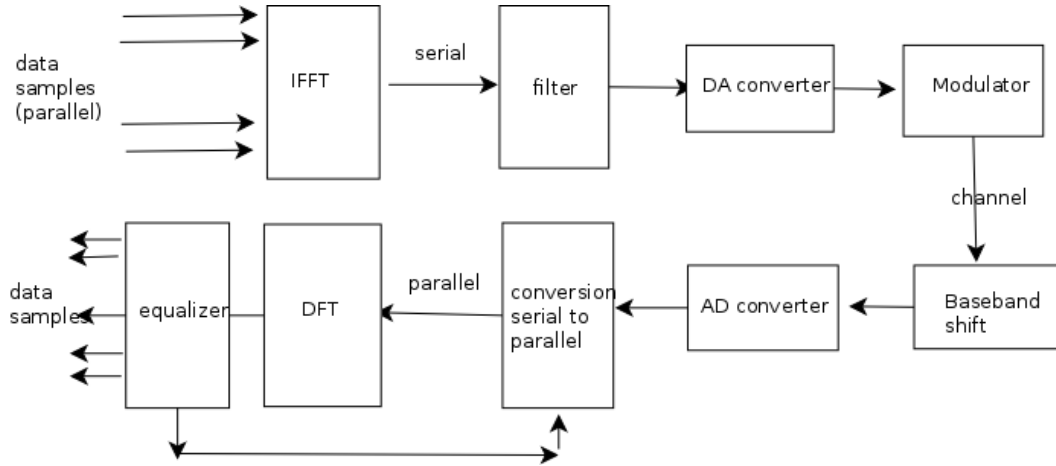 data
samples
(parallel)
IFFT
serial
filter
DA converter
Modulator
channel
data
samples
equalizer
DFT
parallel
conversion
serial to
parallel
AD converter
Baseband
shift